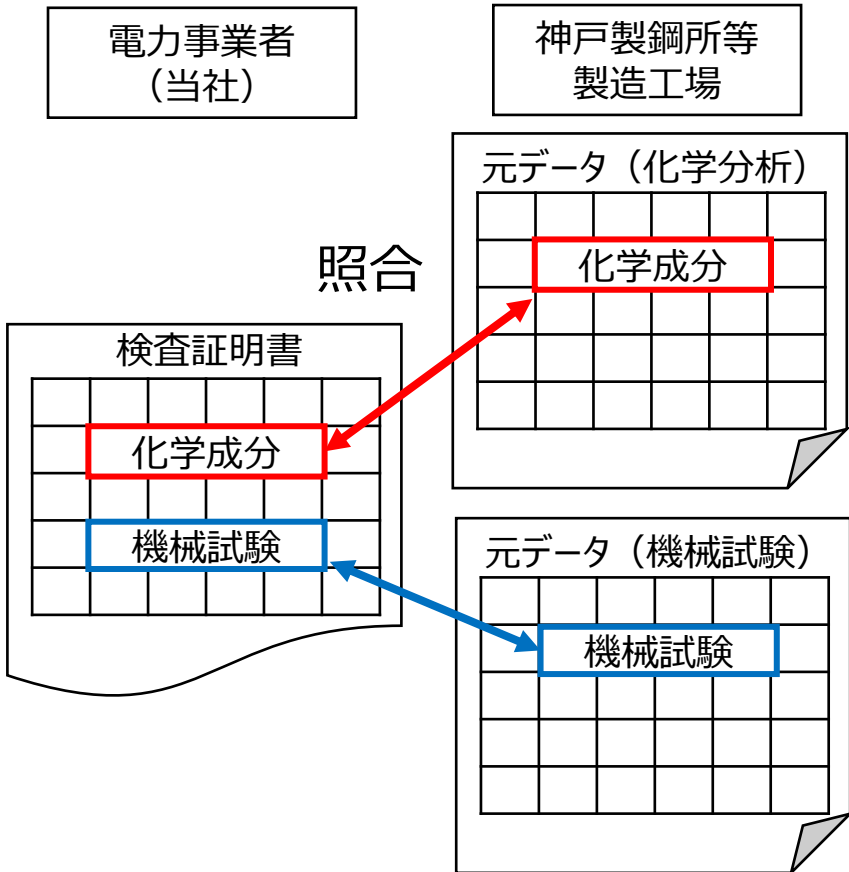 電力事業者
（当社）
神戸製鋼所等
製造工場
元データ（化学分析）
化学成分
照合
検査証明書
化学成分
機械試験
元データ（機械試験）
機械試験